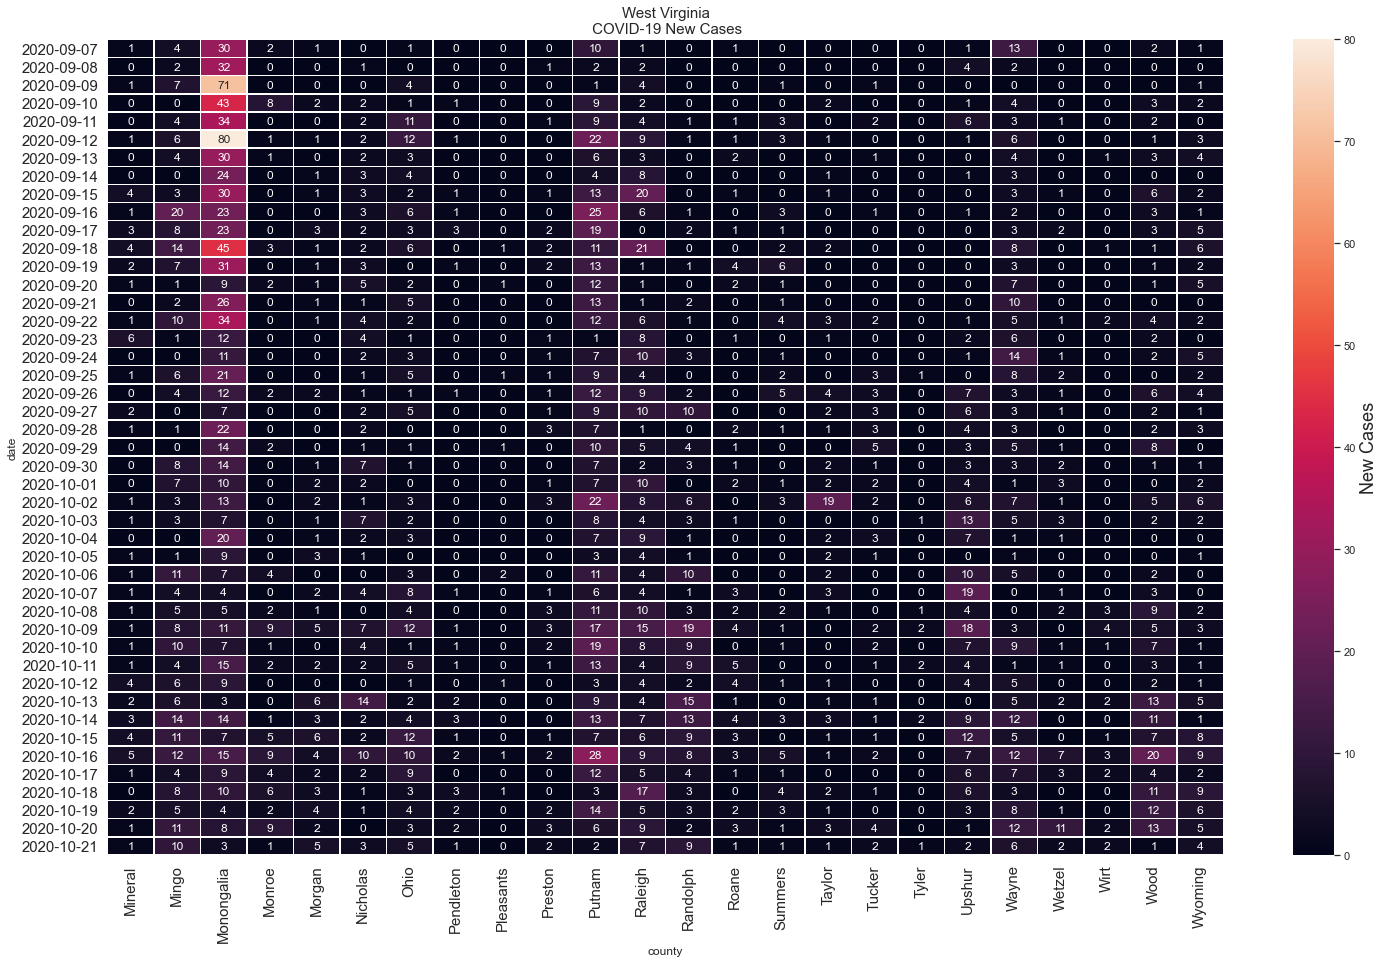 West Virginia
COVID-19 New Cases
2020-09-07 1 4 30 2 1 0 1 0 0 0 10 1 0 1 0 0 0 0 1 13 0 0 2 1
2020-09-08 0 2 32 0 0 1 0 0 0 1 2 2 0 0 0 0 0 0 4 2 0 0 0 0
2020-09-09 1 7 71 0 0 0 4 0 0 0 1 4 0 0 1 0 1 0 0 0 0 0 0 1
2020-09-10 0 0 43 8 2 2 1 1 0 0 9 2 0 0 0 2 0 0 1 4 0 0 3 2
2020-09-11 0 4 34 0 0 2 11 0 0 1 9 4 1 1 3 0 2 0 6 3 1 0 2 0
2020-09-12 1 6 80 1 1 2 12 1 0 0 22 9 1 1 3 1 0 0 1 6 0 0 1 3
2020-09-13 0 4 30 1 0 2 3 0 0 0 6 3 0 2 0 0 1 0 0 4 0 1 3 4
2020-09-14 0 0 24 0 1 3 4 0 0 0 4 8 0 0 0 1 0 0 1 3 0 0 0 0
2020-09-15 4 3 30 0 1 3 2 1 0 1 13 20 0 1 0 1 0 0 0 3 1 0 6 2
2020-09-16 1 20 23 0 0 3 6 1 0 0 25 6 1 0 3 0 1 0 1 2 0 0 3 1
2020-09-17 3 8 23 0 3 2 3 3 0 2 19 0 2 1 1 0 0 0 0 3 2 0 3 5
2020-09-18 4 14 45 3 1 2 6 0 1 2 11 21 0 0 2 2 0 0 0 8 0 1 1 6
2020-09-19 2 7 31 0 1 3 0 1 0 2 13 1 1 4 6 0 0 0 0 3 0 0 1 2
2020-09-20 1 1 9 2 1 5 2 0 1 0 12 1 0 2 1 0 0 0 0 7 0 0 1 5
2020-09-21 0 2 26 0 1 1 5 0 0 0 13 1 2 0 1 0 0 0 0 10 0 0 0 0
2020-09-22 1 10 34 0 1 4 2 0 0 0 12 6 1 0 4 3 2 0 1 5 1 2 4 2
2020-09-23 6 1 12 0 0 4 1 0 0 1 1 8 0 1 0 1 0 0 2 6 0 0 2 0
2020-09-24 0 0 11 0 0 2 3 0 0 1 7 10 3 0 1 0 0 0 1 14 1 0 2 5
2020-09-25 1 6 21 0 0 1 5 0 1 1 9 4 0 0 2 0 3 1 0 8 2 0 0 2
2020-09-26 0 4 12 2 2 1 1 1 0 1 12 9 2 0 5 4 3 0 7 3 1 0 6 4
2020-09-27 2 0 7 0 0 2 5 0 0 1 9 10 10 0 0 2 3 0 6 3 1 0 2 1
2020-09-28 1 1 22 0 0 2 0 0 0 3 7 1 0 2 1 1 3 0 4 3 0 0 2 3
2020-09-29 0 0 14 2 0 1 1 0 1 0 10 5 4 1 0 0 5 0 3 5 1 0 8 0
2020-09-30 0 8 14 0 1 7 1 0 0 0 7 2 3 1 0 2 1 0 3 3 2 0 1 1
2020-10-01 0 7 10 0 2 2 0 0 0 1 7 10 0 2 1 2 2 0 4 1 3 0 0 2
2020-10-02 1 3 13 0 2 1 3 0 0 3 22 8 6 0 3 19 2 0 6 7 1 0 5 6
2020-10-03 1 3 7 0 1 7 2 0 0 0 8 4 3 1 0 0 0 1 13 5 3 0 2 2
2020-10-04 0 0 20 0 1 2 3 0 0 0 7 9 1 0 0 2 3 0 7 1 1 0 0 0
2020-10-05 1 1 9 0 3 1 0 0 0 0 3 4 1 0 0 2 1 0 0 1 0 0 0 1
2020-10-06 1 11 7 4 0 0 3 0 2 0 11 4 10 0 0 2 0 0 10 5 0 0 2 0
2020-10-07 1 4 4 0 2 4 8 1 0 1 6 4 1 3 0 3 0 0 19 0 1 0 3 0
2020-10-08 1 5 5 2 1 0 4 0 0 3 11 10 3 2 2 1 0 1 4 0 2 3 9 2
2020-10-09 1 8 11 9 5 7 12 1 0 3 17 15 19 4 1 0 2 2 18 3 0 4 5 3
2020-10-10 1 10 7 1 0 4 1 1 0 2 19 8 9 0 1 0 2 0 7 9 1 1 7 1
2020-10-11 1 4 15 2 2 2 5 1 0 1 13 4 9 5 0 0 1 2 4 1 1 0 3 1
2020-10-12 4 6 9 0 0 0 1 0 1 0 3 4 2 4 1 1 0 0 4 5 0 0 2 1
2020-10-13 2 6 3 0 6 14 2 2 0 0 9 4 15 1 0 1 1 0 0 5 2 2 13 5
2020-10-14 3 14 14 1 3 2 4 3 0 0 13 7 13 4 3 3 1 2 9 12 0 0 11 1
2020-10-15 4 11 7 5 6 2 12 1 0 1 7 6 9 3 0 1 1 0 12 5 0 1 7 8
2020-10-16 5 12 15 9 4 10 10 2 1 2 28 9 8 3 5 1 2 0 7 12 7 3 20 9
2020-10-17 1 4 9 4 2 2 9 0 0 0 12 5 4 1 1 0 0 0 6 7 3 2 4 2
2020-10-18 0 8 10 6 3 1 3 3 1 0 3 17 3 0 4 2 1 0 6 3 0 0 11 9
2020-10-19 2 5 4 2 4 1 4 2 0 2 14 5 3 2 3 1 0 0 3 8 1 0 12 6
2020-10-20 1 11 8 9 2 0 3 2 0 3 6 9 2 3 1 3 4 0 1 12 11 2 13 5
2020-10-21 1 10 3 1 5 3 5 1 0 2 2 7 9 1 1 1 2 1 2 6 2 2 1 4
Mineral Mingo Monongalia Monroe Morgan Nicholas Ohio Pendleton Pleasants Preston Putnam Raleigh Randolph Roane Summers Taylor Tucker Tyler Upshur Wayne Wetzel Wirt Wood Wyoming
county
date
80
70
60
50
40
30
20
10
0
New Cases